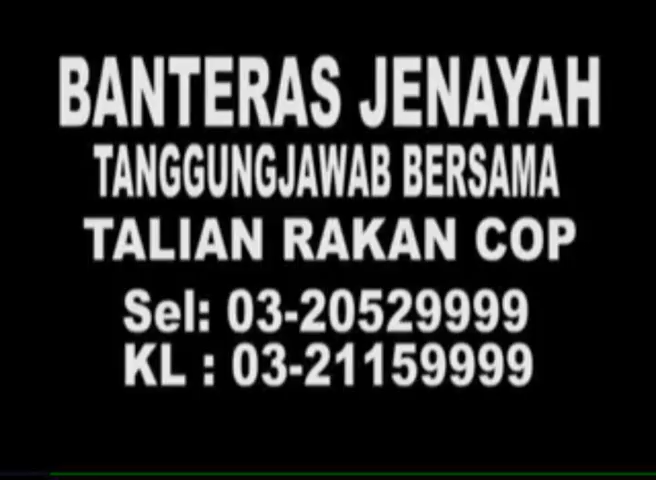 BANTERAS JENAYAH
TANGGUNGJAWAB BERSAMA
TALIAN RAKAN COP
Sel: 03-20529999
KL : 03-21159999